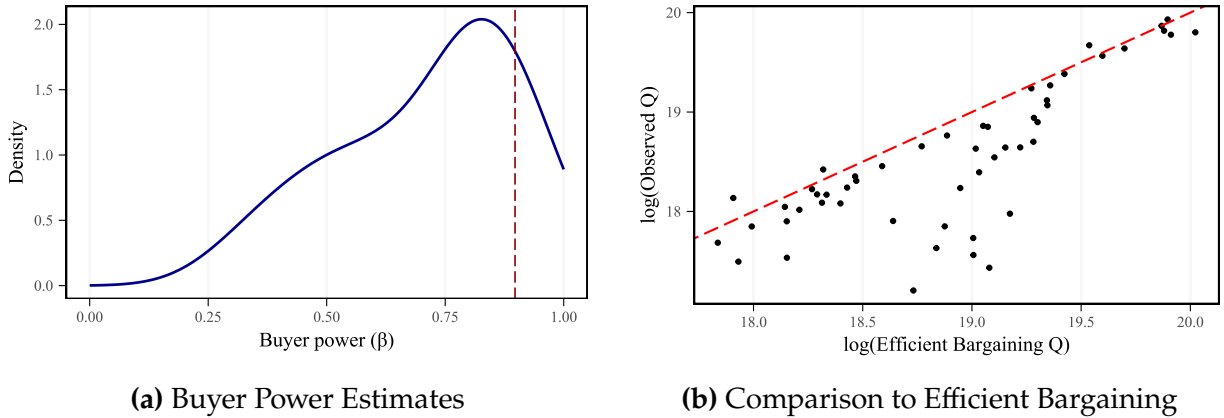 2.0
1.5
1.0
0.5
0.0
Density
0.00 0.25 0.50 0.75 1.00
Buyer power (β)
(a) Buyer Power Estimates
20
19
18
log(Observed Q)
18.0 18.5 19.0 19.5 20.0
log(Efficient Bargaining Q)
(b) Comparison to Efficient Bargaining